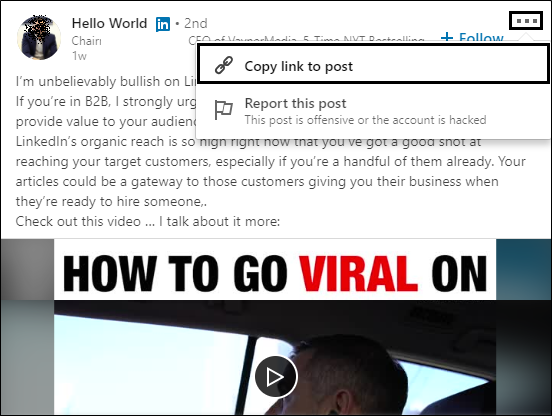 Hello World in • 2nd
Chair
CEO of VaynerMedia, 5-Time NYT Bestselling
+ Follow
1w
Copy link to post
Report this post
This post is offensive or the account is hacked
I'm unbelievably bullish on Lin
If you're in B2B, I strongly urg
provide value to your audien
LinkedIn's organic reach is so high right now that you've got a good shot at
reaching your target customers, especially if you're a handful of them already. Your
articles could be a gateway to those customers giving you their business when
they're ready to hire someone,.
Check out this video ... I talk about it more:
HOW TO GO VIRAL ON